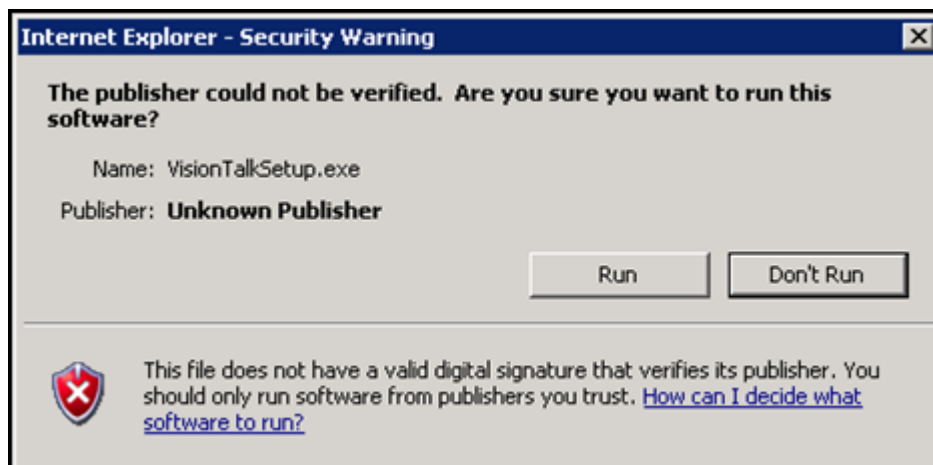 Internet Explorer - Security Warning
The publisher could not be verified. Are you sure you want to run this
software?
Name: VisionTalkSetup.exe
Publisher: Unknown Publisher
Run Don't Run
This file does not have a valid digital signature that verifies its publisher. You
should only run software from publishers you trust. How can I decide what
software to run?